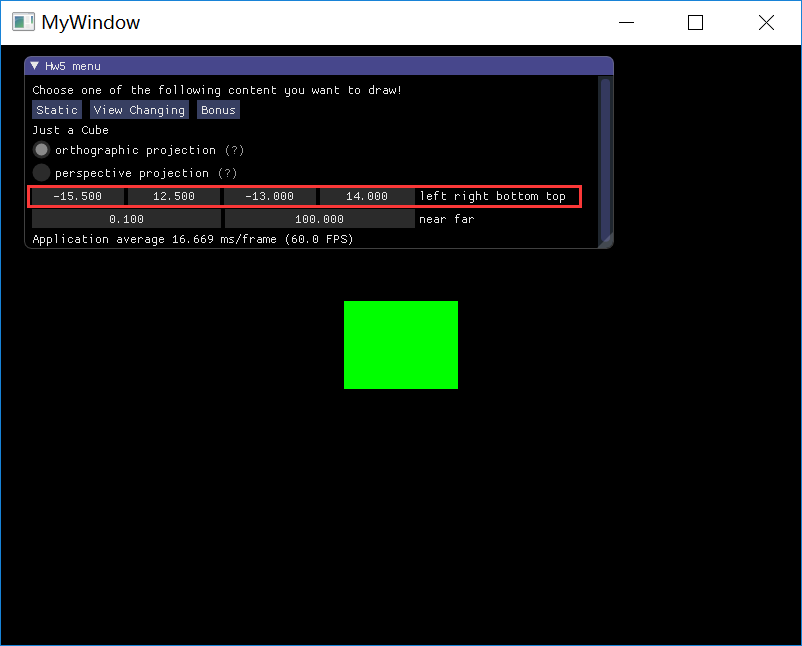 MyWindow
Hw5 menu
Choose one of the following content you want to draw!
Static View Changing Bonus
Just a Cube
orthographic projection (?)
perspective projection (?)
-15.500 12.500 -13.000 14.000 left right bottom top
0.100 100.000 near far
Application average 16.669 ms/frame (60.0 FPS)